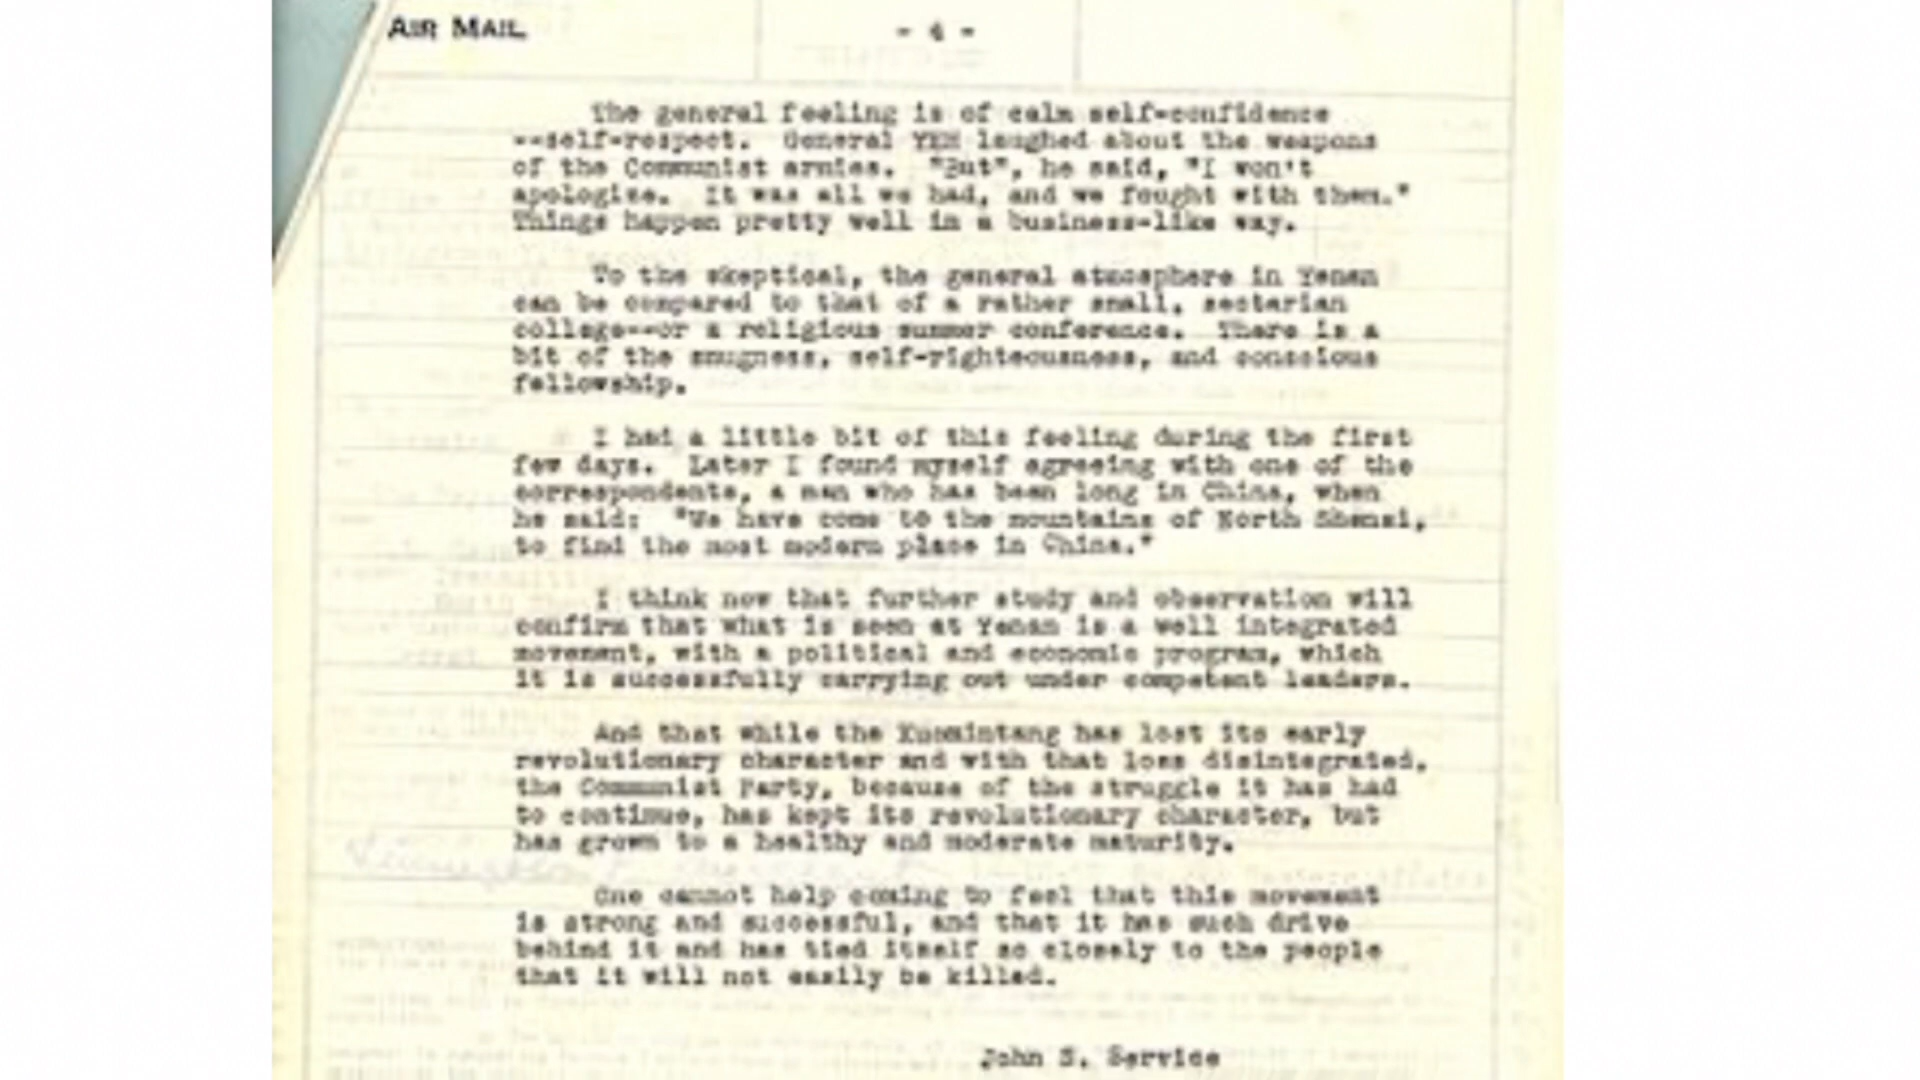 AIR MAIL
- 4 -
The general feeling is of calm self-confidence
--self-respect. General YEH laughed about the weapons
of the Communist armies. "But", he said, "I won't
apologize. It was all we had, and we fought with them."
Things happen pretty well in a business-like way.
To the skeptical, the general atmosphere in Yenan
can be compared to that of a rather small, sectarian
college--or a religious summer conference. There is a
bit of the smugness, self-righteousness, and conscious
fellowship.
I had a little bit of this feeling during the first
few days. Later I found myself agreeing with one of the
correspondents, a man who has been long in China, when
he said: "We have come to the mountains of North Shensi,
to find the most modern place in China."
I think now that further study and observation will
confirm that what is seen at Yenan is a well integrated
movement, with a political and economic program, which
it is successfully carrying out under competent leaders.
And that while the Kuomintang has lost its early
revolutionary character and with that loss disintegrated,
the Communist Party, because of the struggle it has had
to continue, has kept its revolutionary character, but
has grown to a healthy and moderate maturity.
One cannot help coming to feel that this movement
is strong and successful, and that it has such drive
behind it and has tied itself so closely to the people
that it will not easily be killed.
John S. Service